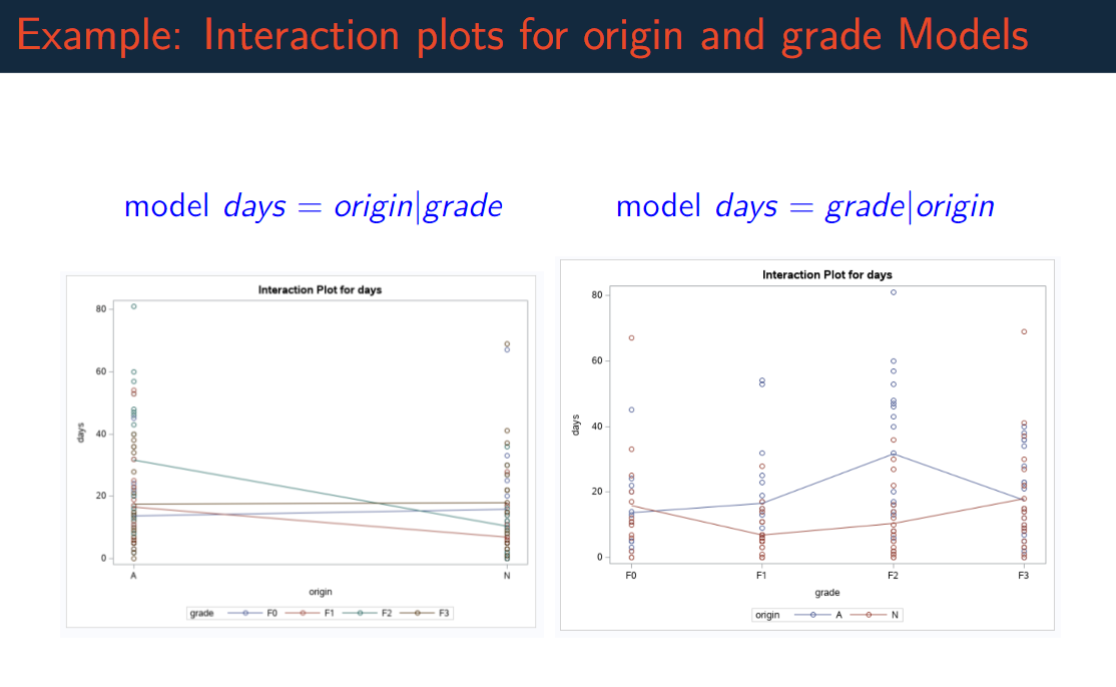 Example: Interaction plots for origin and grade Models
model days = origin|grade
model days = grade|origin
Interaction Plot for days
80
60
40
20
0
days
A
N
origin
grade
F0
F1
F2
F3
Interaction Plot for days
80
60
40
20
0
days
F0
F1
F2
F3
grade
origin
A
N